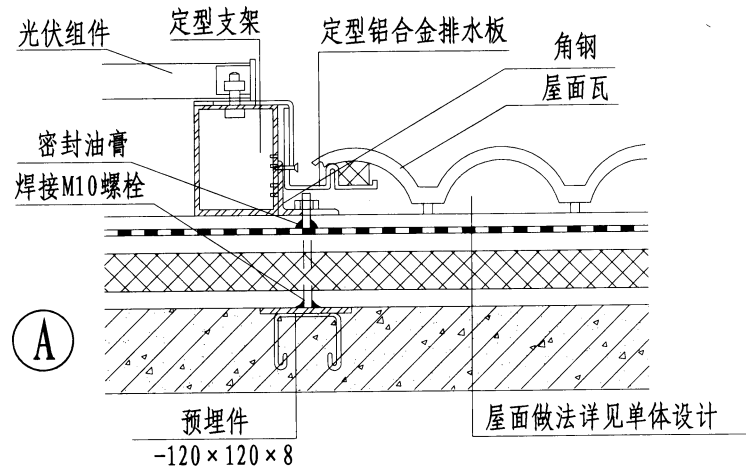 光伏组件
定型支架
定型铝合金排水板
角钢
屋面瓦
密封油膏
焊接M10螺栓
A
预埋件
-120×120×8
屋面做法详见单体设计